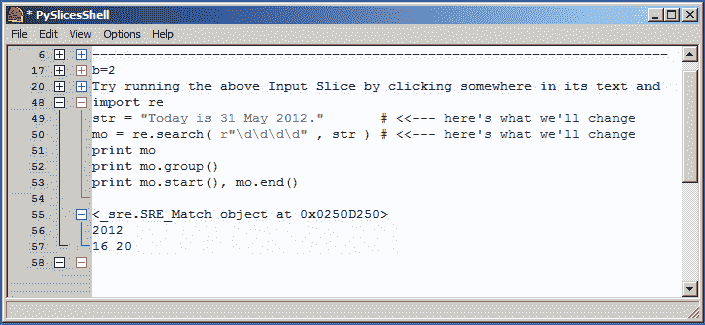 * PySlicesShell
File Edit View Options Help
6 --------------------------------------------------------------------------
17 b=2
20 Try running the above Input Slice by clicking somewhere in its text and
48 import re
49 str = "Today is 31 May 2012." # <<--- here's what we'll change
50 mo = re.search( r"\d\d\d\d" , str ) # <<--- here's what we'll change
51 print mo
52 print mo.group()
53 print mo.start(), mo.end()
54
55 <_sre.SRE_Match object at 0x0250D250>
56 2012
57 16 20
58